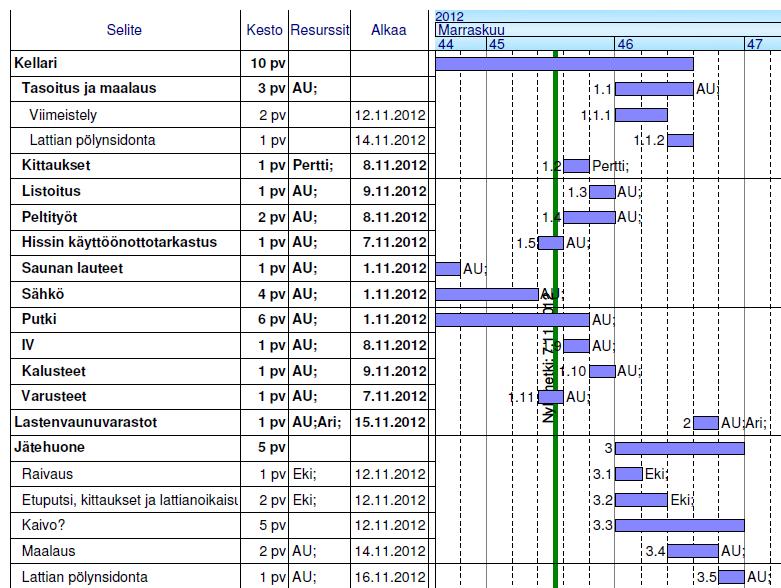 2012
Selite Kesto Resurssit Alkaa Marraskuu
44 45 46 47
Kellari 10 pv
Tasoitus ja maalaus 3 pv AU; 1.1 AU;
Viimeistely 2 pv 12.11.2012 1.1.1
Lattian pölynsidonta 1 pv 14.11.2012 1.1.2
Kittaukset 1 pv Pertti; 8.11.2012 1.2 Pertti;
Listoitus 1 pv AU; 9.11.2012 1.3 AU;
Peltityöt 2 pv AU; 8.11.2012 1.4 AU;
Hissin käyttöönottotarkastus 1 pv AU; 7.11.2012 1.5 AU;
Saunan lauteet 1 pv AU; 1.11.2012 AU;
Sähkö 4 pv AU; 1.11.2012 AU;
Putki 6 pv AU; 1.11.2012 AU;
IV 1 pv AU; 8.11.2012 AU;
Kalusteet 1 pv AU; 9.11.2012 1.10 AU;
Varusteet 1 pv AU; 7.11.2012 1.11 AU;
7.11.2012
Lastenvaunuvarastot 1 pv AU;Ari; 15.11.2012 2 AU;Ari;
Jätehuone 5 pv 3
Raivaus 1 pv Eki; 12.11.2012 3.1 Eki;
Etuputsi, kittaukset ja lattianoikaisu 2 pv Eki; 12.11.2012 3.2 Eki;
Kaivo? 5 pv 12.11.2012 3.3
Maalaus 2 pv AU; 14.11.2012 3.4 AU;
Lattian pölynsidonta 1 pv AU; 16.11.2012 3.5 AU;